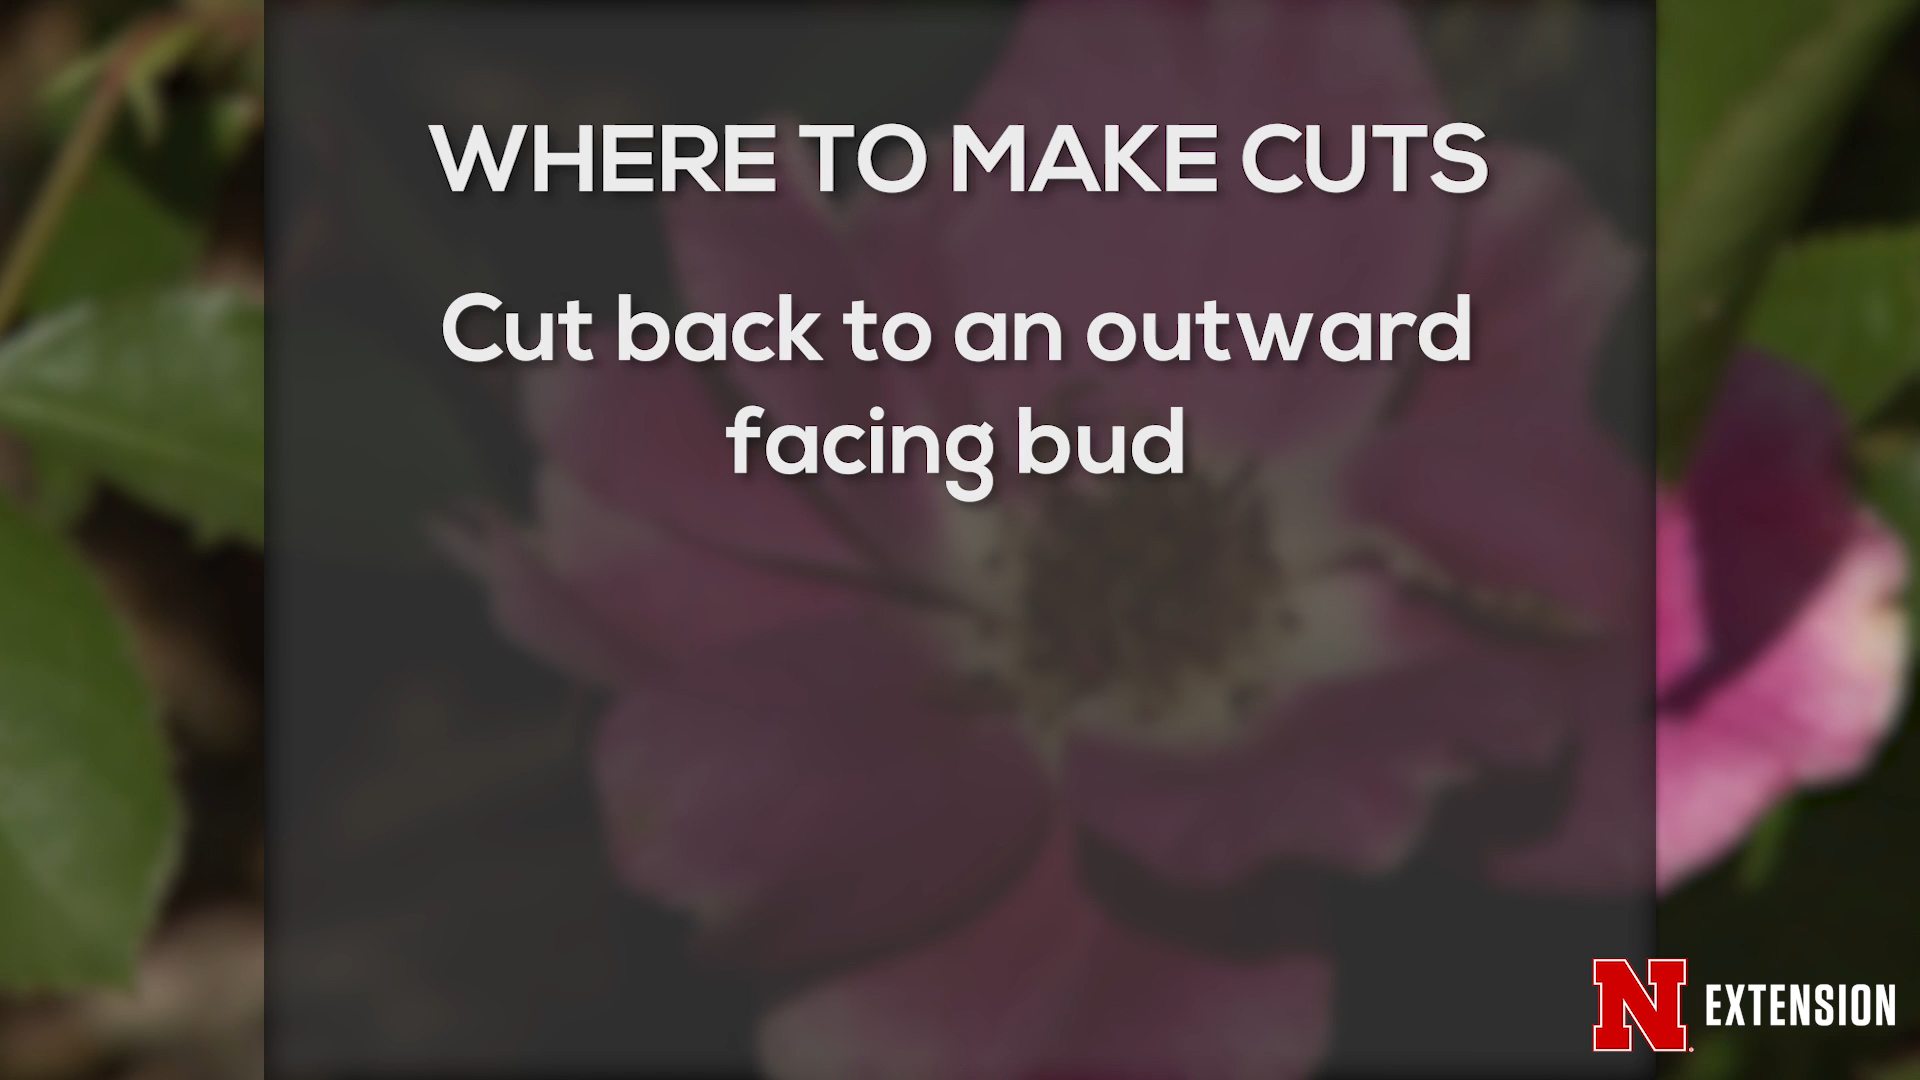 WHERE TO MAKE CUTS
Cut back to an outward
facing bud
N EXTENSION